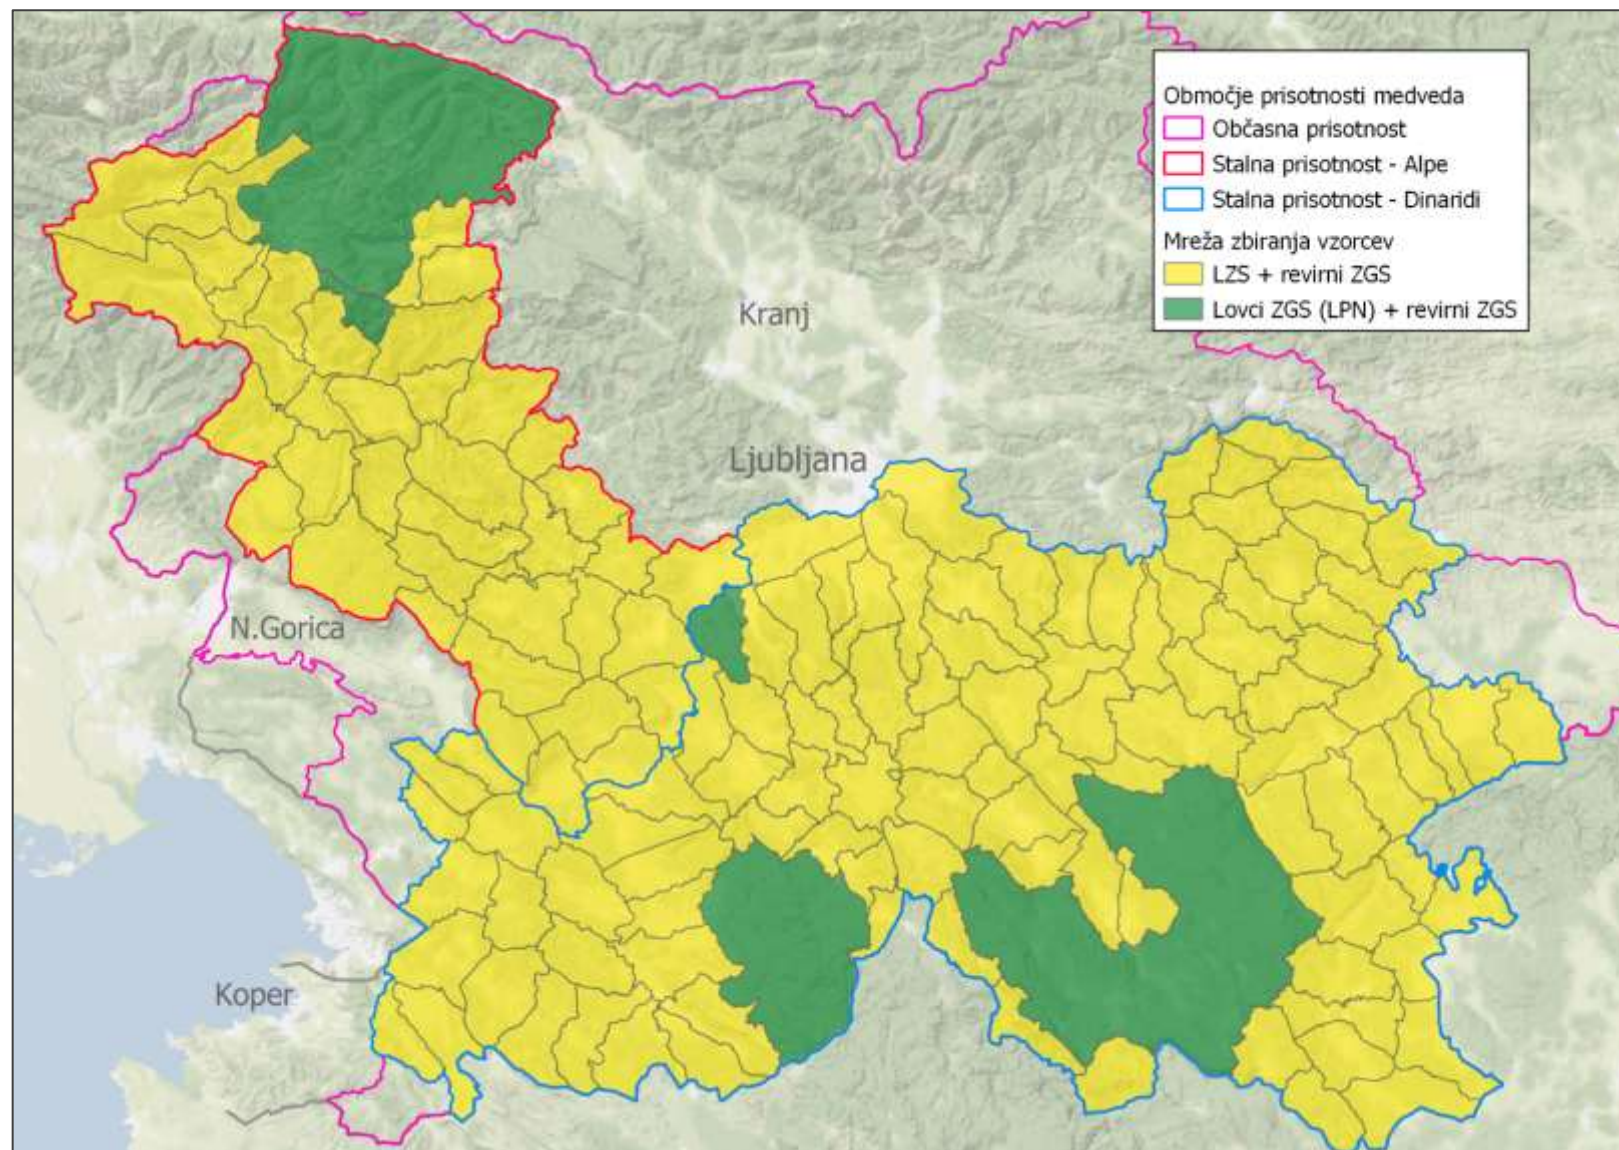 Območje prisotnosti medveda
Občasna prisotnost
Stalna prisotnost - Alpe
Stalna prisotnost - Dinaridi
Mreža zbiranja vzorcev
LZS + revirni ZGS
Lovci ZGS (LPN) + revirni ZGS
Kranj
Ljubljana
N.Gorica
Koper